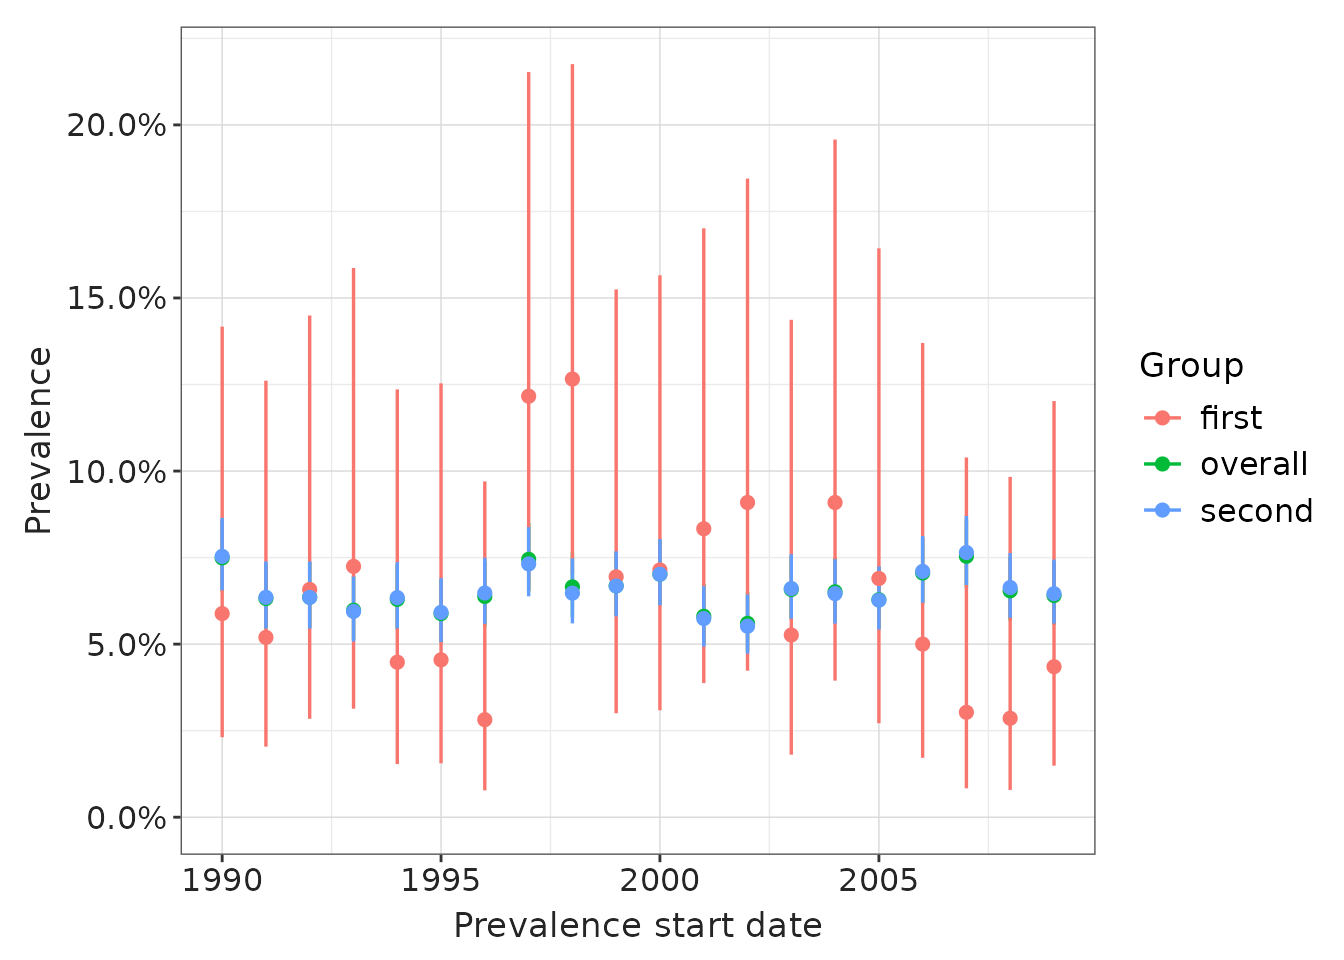 20.0%
15.0%
10.0%
5.0%
0.0%
Prevalence
1990 1995 2000 2005
Prevalence start date
Group
first
overall
second